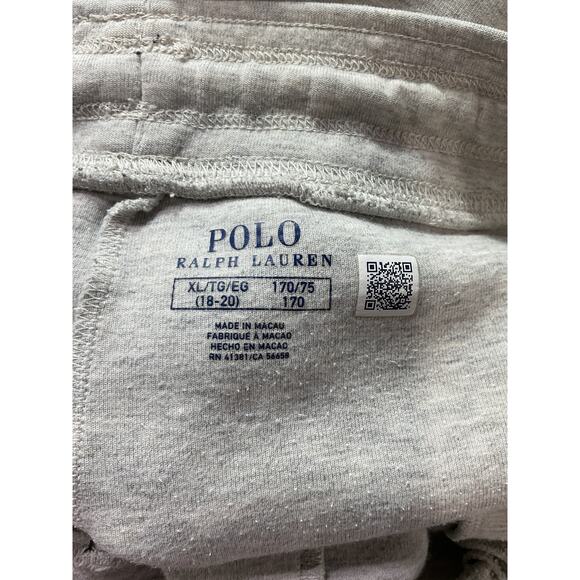 POLO
RALPH LAUREN
XL/TG/EG 170/75
(18-20) 170
MADE IN MACAU
FABRIQUÉ À MACAO
HECHO EN MACAO
RN 41381/CA 56658